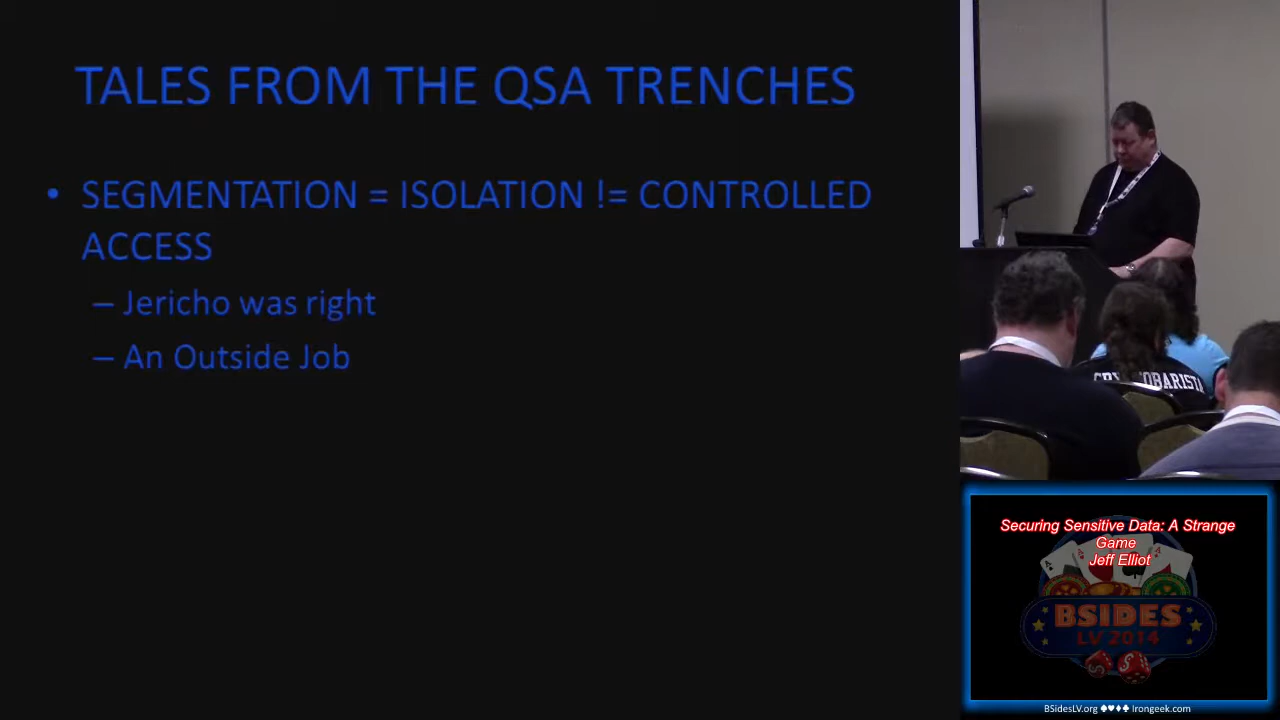 TALES FROM THE QSA TRENCHES
• SEGMENTATION = ISOLATION != CONTROLLED
ACCESS
– Jericho was right
– An Outside Job
Securing Sensitive Data: A Strange
Game
Jeff Elliot
BSIDES
LV 2014
BSidesLV.org ♠♥♦♣ Irongeek.com